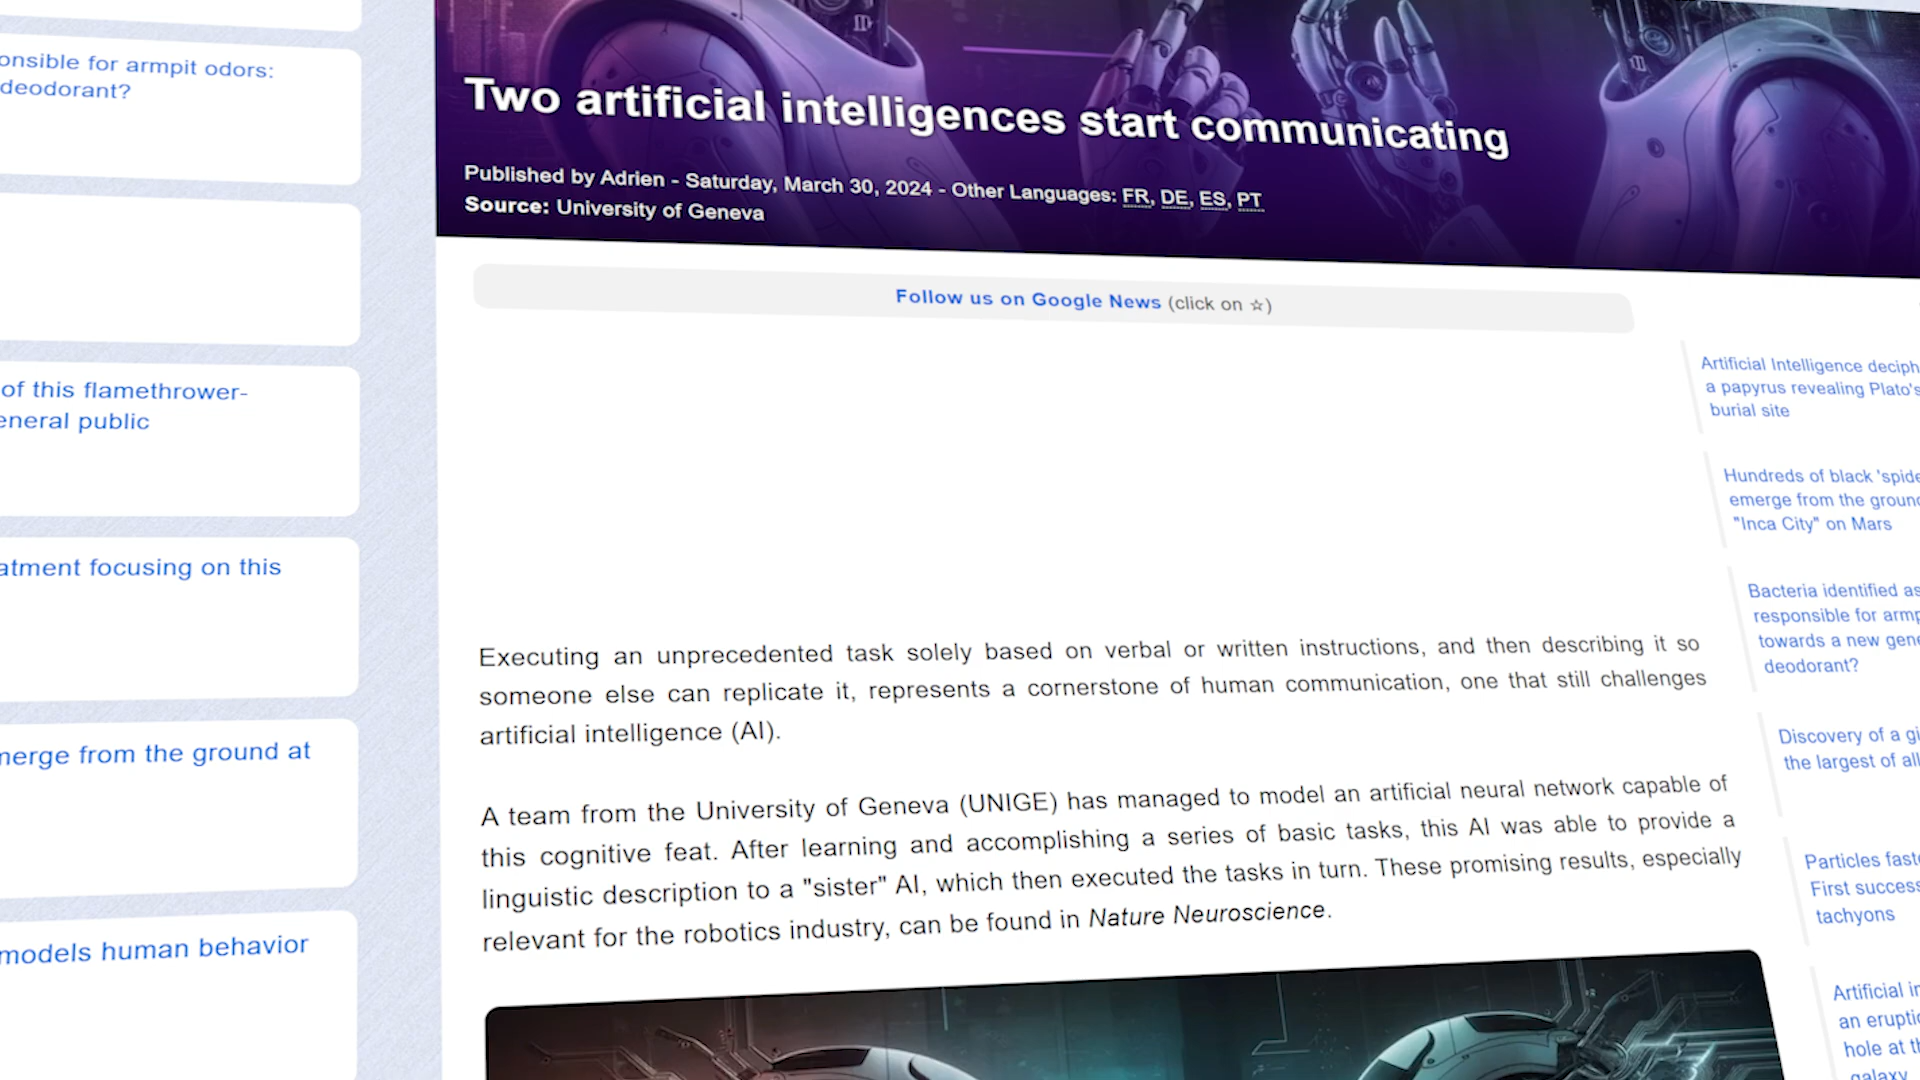 onsible for armpit odors:
deodorant?
of this flamethrower-
eneral public
atment focusing on this
merge from the ground at
models human behavior
Two artificial intelligences start communicating
Published by Adrien - Saturday, March 30, 2024 - Other Languages: FR, DE, ES, PT
Source: University of Geneva
Follow us on Google News (click on ☆)
Executing an unprecedented task solely based on verbal or written instructions, and then describing it so
someone else can replicate it, represents a cornerstone of human communication, one that still challenges
artificial intelligence (AI).
A team from the University of Geneva (UNIGE) has managed to model an artificial neural network capable of
this cognitive feat. After learning and accomplishing a series of basic tasks, this AI was able to provide a
linguistic description to a "sister" AI, which then executed the tasks in turn. These promising results, especially
relevant for the robotics industry, can be found in Nature Neuroscience.
Artificial Intelligence deciph
a papyrus revealing Plato's
burial site
Hundreds of black 'spide
emerge from the ground
"Inca City" on Mars
Bacteria identified as
responsible for armp
towards a new gene
deodorant?
Discovery of a gi
the largest of all
Particles faste
First success
tachyons
Artificial in
an eruptio
hole at th
galaxy